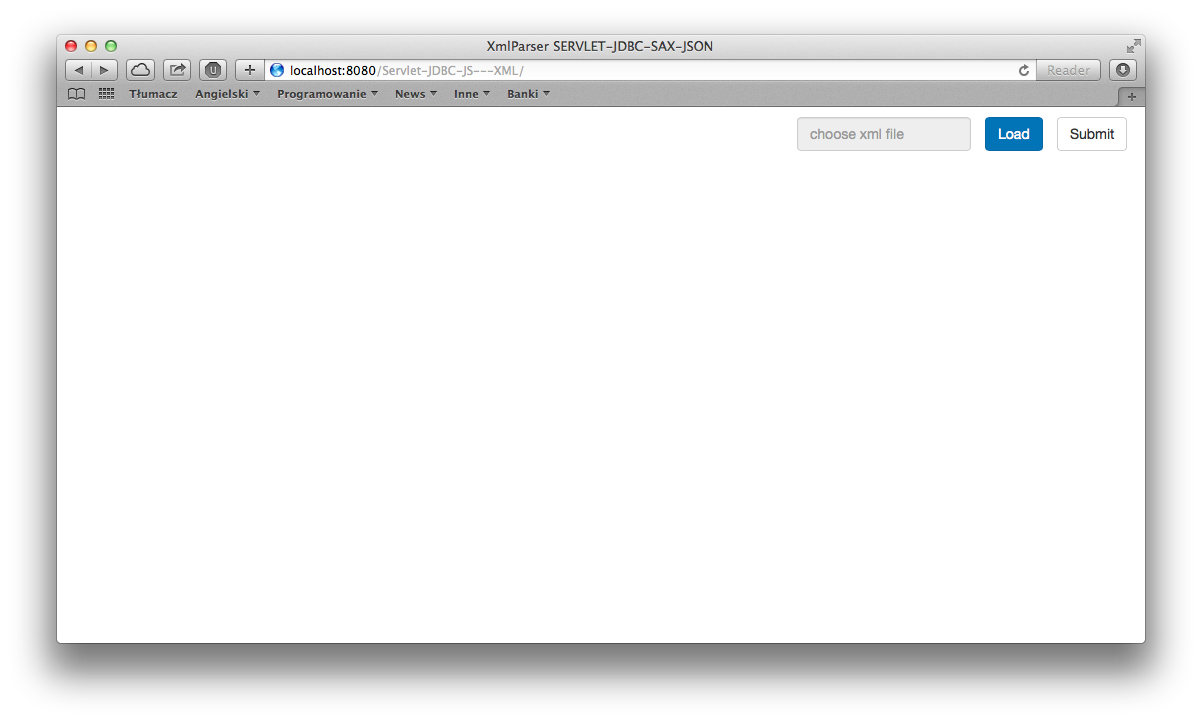 XmlParser SERVLET-JDBC-SAX-JSON
localhost:8080/Servlet-JDBC-JS---XML/ Reader
Tłumacz Angielski Programowanie News Inne Banki
choose xml file Load Submit